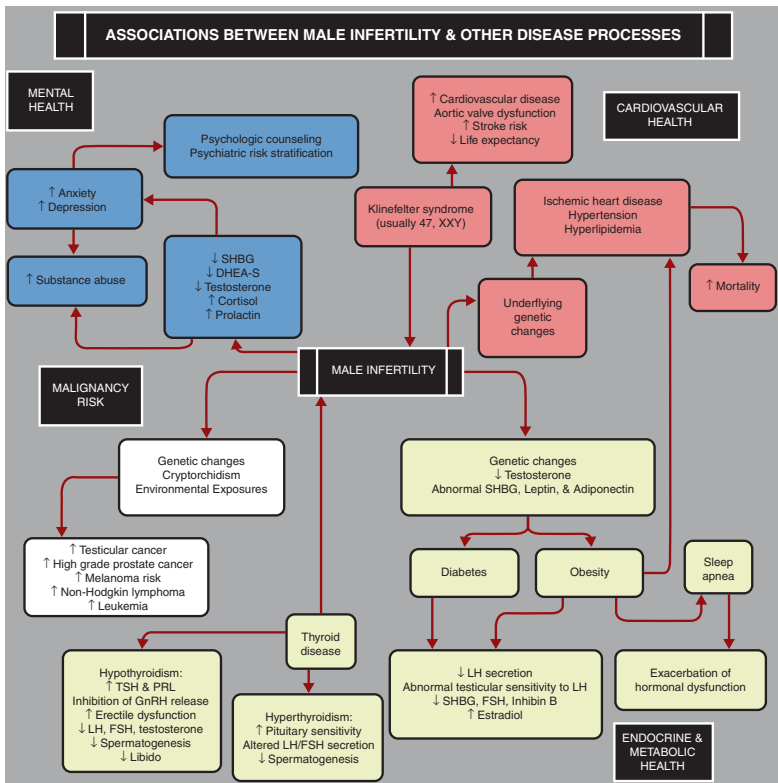 ASSOCIATIONS BETWEEN MALE INFERTILITY & OTHER DISEASE PROCESSES
MENTAL
HEALTH
CARDIOVASCULAR
HEALTH
Psychologic counseling
Psychiatric risk stratification
↑ Anxiety
↑ Depression
↑ Substance abuse
↓ SHBG
↓ DHEA-S
↓ Testosterone
↑ Cortisol
↑ Prolactin
↑ Cardiovascular disease
Aortic valve dysfunction
↑ Stroke risk
↓ Life expectancy
Klinefelter syndrome
(usually 47, XXY)
Ischemic heart disease
Hypertension
Hyperlipidemia
↑ Mortality
Underflying
genetic
changes
MALE INFERTILITY
MALIGNANCY
RISK
Genetic changes
Cryptorchidism
Environmental Exposures
↑ Testicular cancer
↑ High grade prostate cancer
↑ Melanoma risk
↑ Non-Hodgkin lymphoma
↑ Leukemia
Genetic changes
↓ Testosterone
Abnormal SHBG, Leptin, & Adiponectin
Diabetes
Obesity
Sleep
apnea
Thyroid
disease
Hypothyroidism:
↑ TSH & PRL
Inhibition of GnRH release
↑ Erectile dysfunction
↓ LH, FSH, testosterone
↓ Spermatogenesis
↓ Libido
Hyperthyroidism:
↑ Pituitary sensitivity
Altered LH/FSH secretion
↓ Spermatogenesis
↓ LH secretion
Abnormal testicular sensitivity to LH
↓ SHBG, FSH, Inhibin B
↑ Estradiol
Exacerbation of
hormonal dysfunction
ENDOCRINE &
METABOLIC
HEALTH